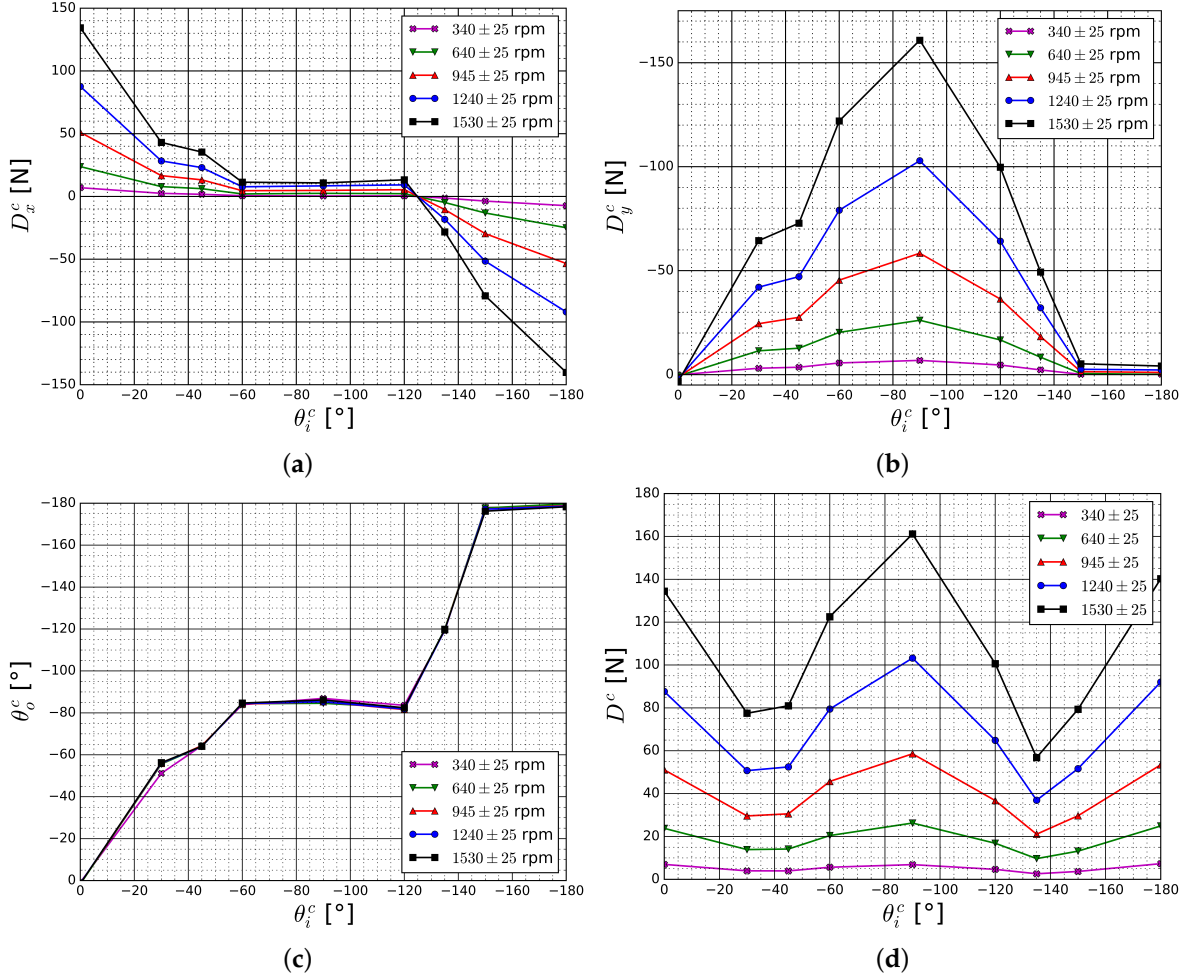 150
100
50
0
−50
−100
−150
0 −20 −40 −60 −80 −100 −120 −140 −160 −180
D_x^c [N]
θ_i^c [°]
340 ± 25 rpm
640 ± 25 rpm
945 ± 25 rpm
1240 ± 25 rpm
1530 ± 25 rpm
(a)
−150
−100
−50
0
0 −20 −40 −60 −80 −100 −120 −140 −160 −180
D_y^c [N]
θ_i^c [°]
340 ± 25 rpm
640 ± 25 rpm
945 ± 25 rpm
1240 ± 25 rpm
1530 ± 25 rpm
(b)
−180
−160
−140
−120
−100
−80
−60
−40
−20
0
0 −20 −40 −60 −80 −100 −120 −140 −160 −180
θ_o^c [°]
θ_i^c [°]
340 ± 25 rpm
640 ± 25 rpm
945 ± 25 rpm
1240 ± 25 rpm
1530 ± 25 rpm
(c)
180
160
140
120
100
80
60
40
20
0
0 −20 −40 −60 −80 −100 −120 −140 −160 −180
D^c [N]
θ_i^c [°]
340 ± 25
640 ± 25
945 ± 25
1240 ± 25
1530 ± 25
(d)